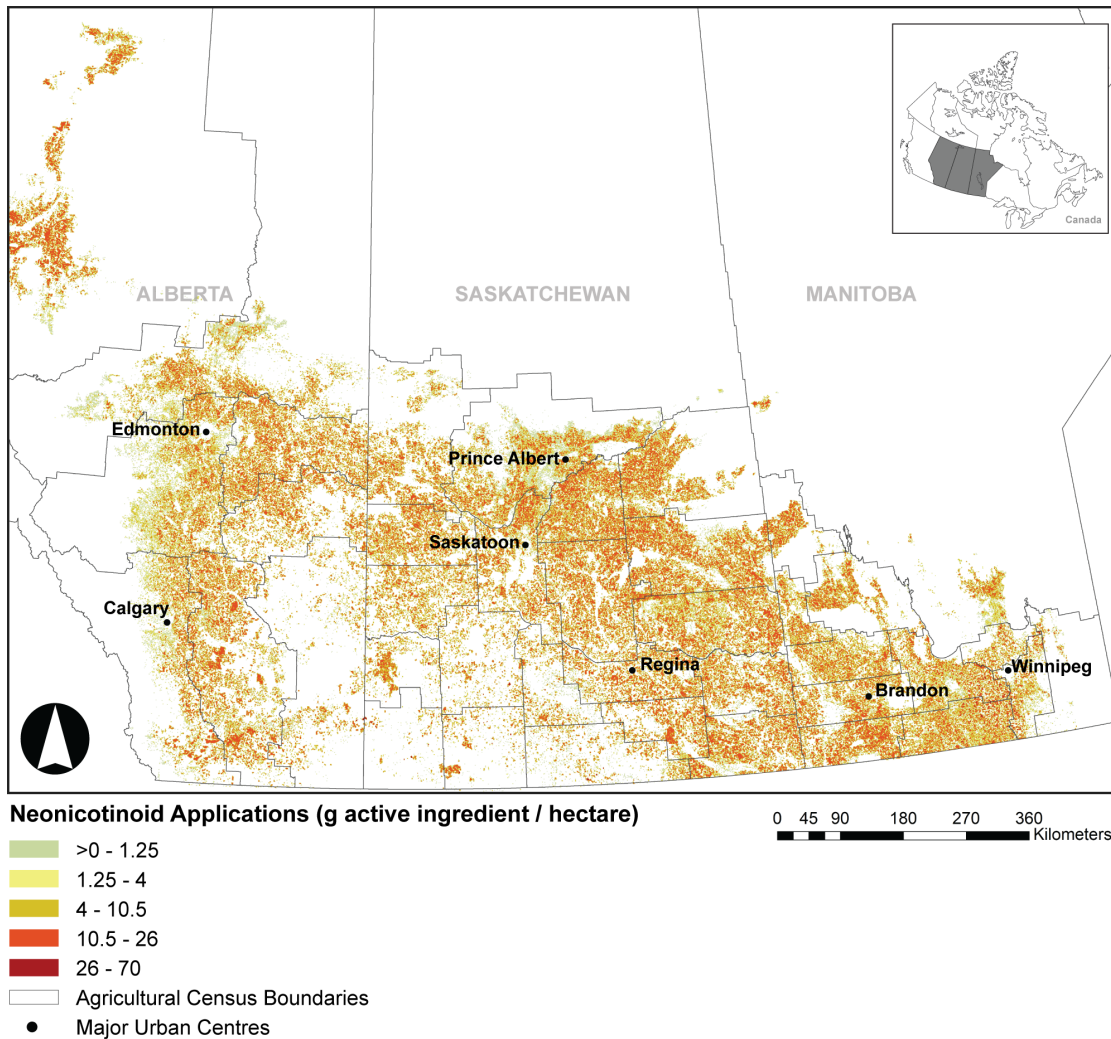 Canada
ALBERTA
SASKATCHEWAN
MANITOBA
Edmonton
Prince Albert
Saskatoon
Calgary
Regina
Winnipeg
Brandon
Neonicotinoid Applications (g active ingredient / hectare)
0 45 90 180 270 360
Kilometers
>0 - 1.25
1.25 - 4
4 - 10.5
10.5 - 26
26 - 70
Agricultural Census Boundaries
Major Urban Centres